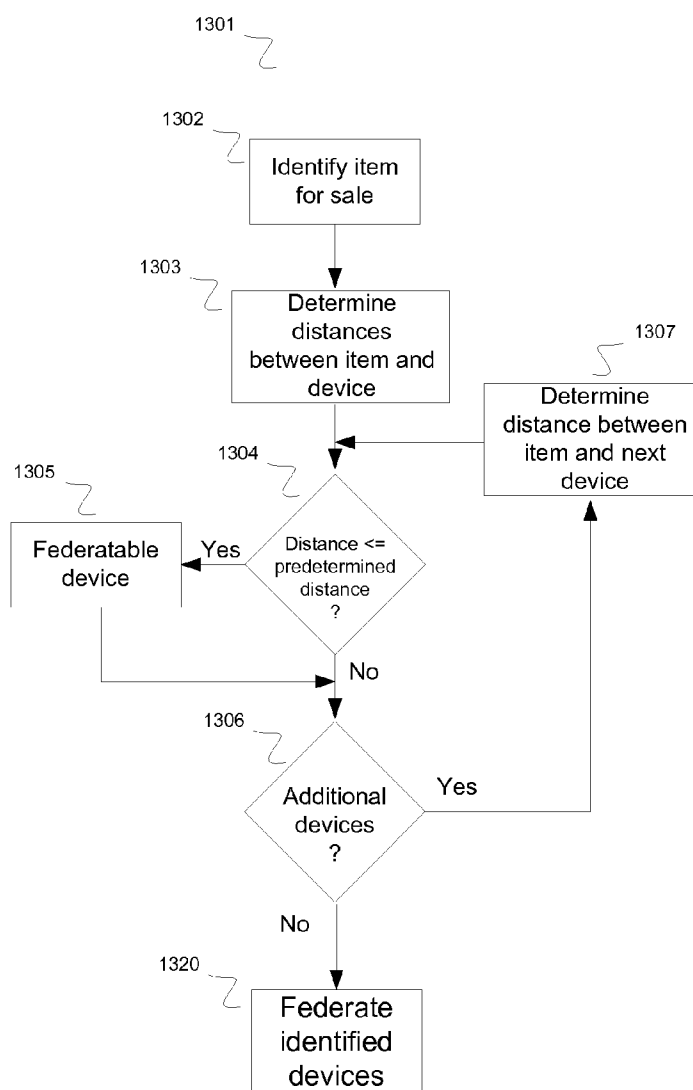 1301
1302
Identify item
for sale
1303
Determine
distances
between item and
device
1307
Determine
distance between
item and next
device
1304
Distance <=
predetermined
distance
?
Yes
1305
Federatable
device
No
1306
Additional
devices
?
Yes
No
1320
Federate
identified
devices